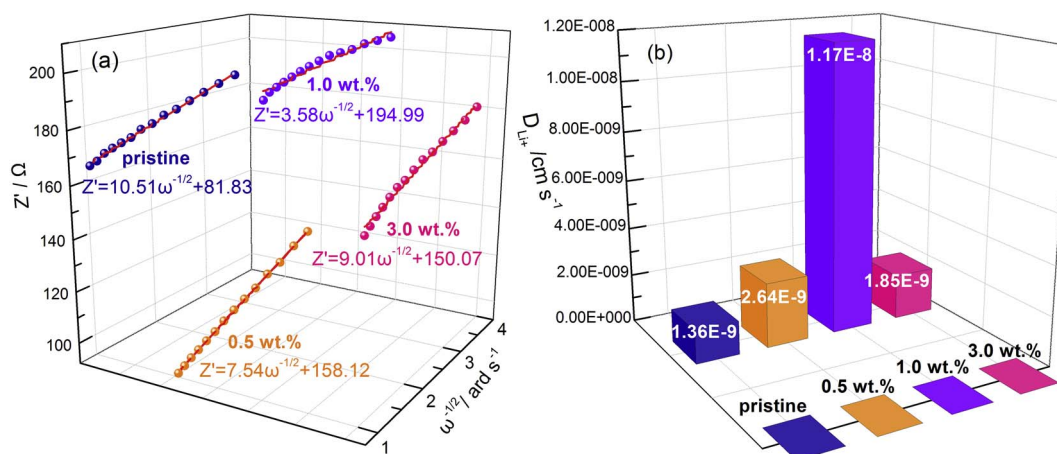 (a)
200
180
160
140
120
100
Z' / Ω
1.0 wt.%
Z'=3.58ω-1/2+194.99
pristine
Z'=10.51ω-1/2+81.83
3.0 wt.%
Z'=9.01ω-1/2+150.07
0.5 wt.%
Z'=7.54ω-1/2+158.12
1
2
3
4
ω-1/2/ ard s-1
(b)
1.20E-008
1.00E-008
8.00E-009
6.00E-009
4.00E-009
2.00E-009
0.00E+000
DLi+/cm s-1
1.17E-8
1.36E-9
2.64E-9
1.85E-9
pristine
0.5 wt.%
1.0 wt.%
3.0 wt.%